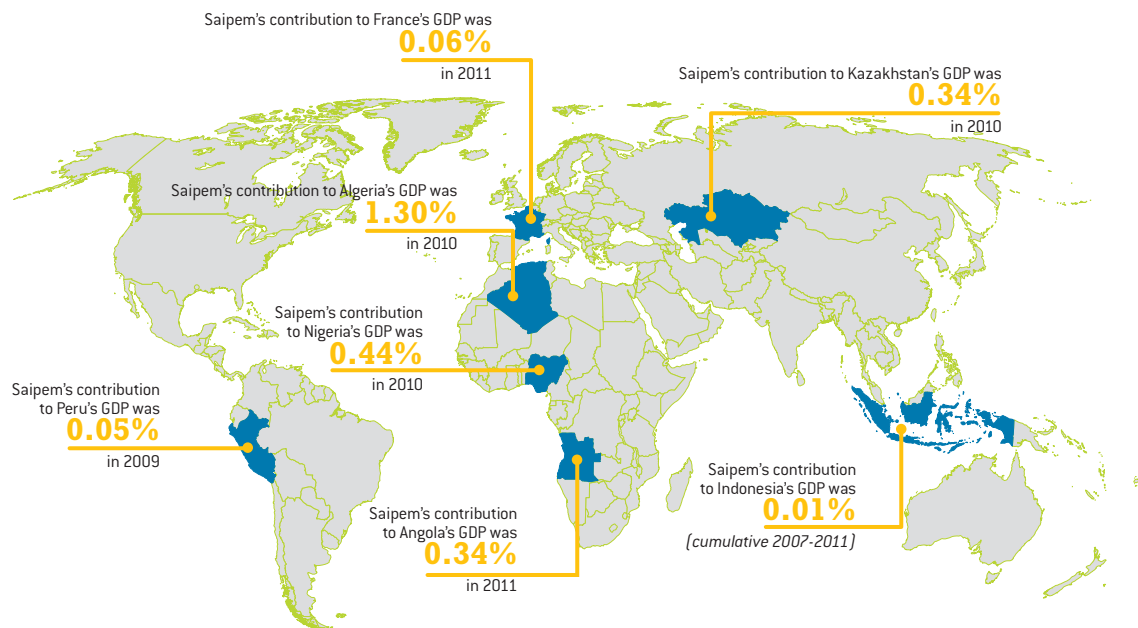 Saipem’s contribution to France’s GDP was
0.06%
in 2011
Saipem’s contribution to Kazakhstan’s GDP was
0.34%
in 2010
Saipem’s contribution to Algeria’s GDP was
1.30%
in 2010
Saipem’s contribution
to Nigeria’s GDP was
0.44%
in 2010
Saipem’s contribution
to Peru’s GDP was
0.05%
in 2009
Saipem’s contribution
to Angola’s GDP was
0.34%
in 2011
Saipem’s contribution
to Indonesia’s GDP was
0.01%
(cumulative 2007-2011)